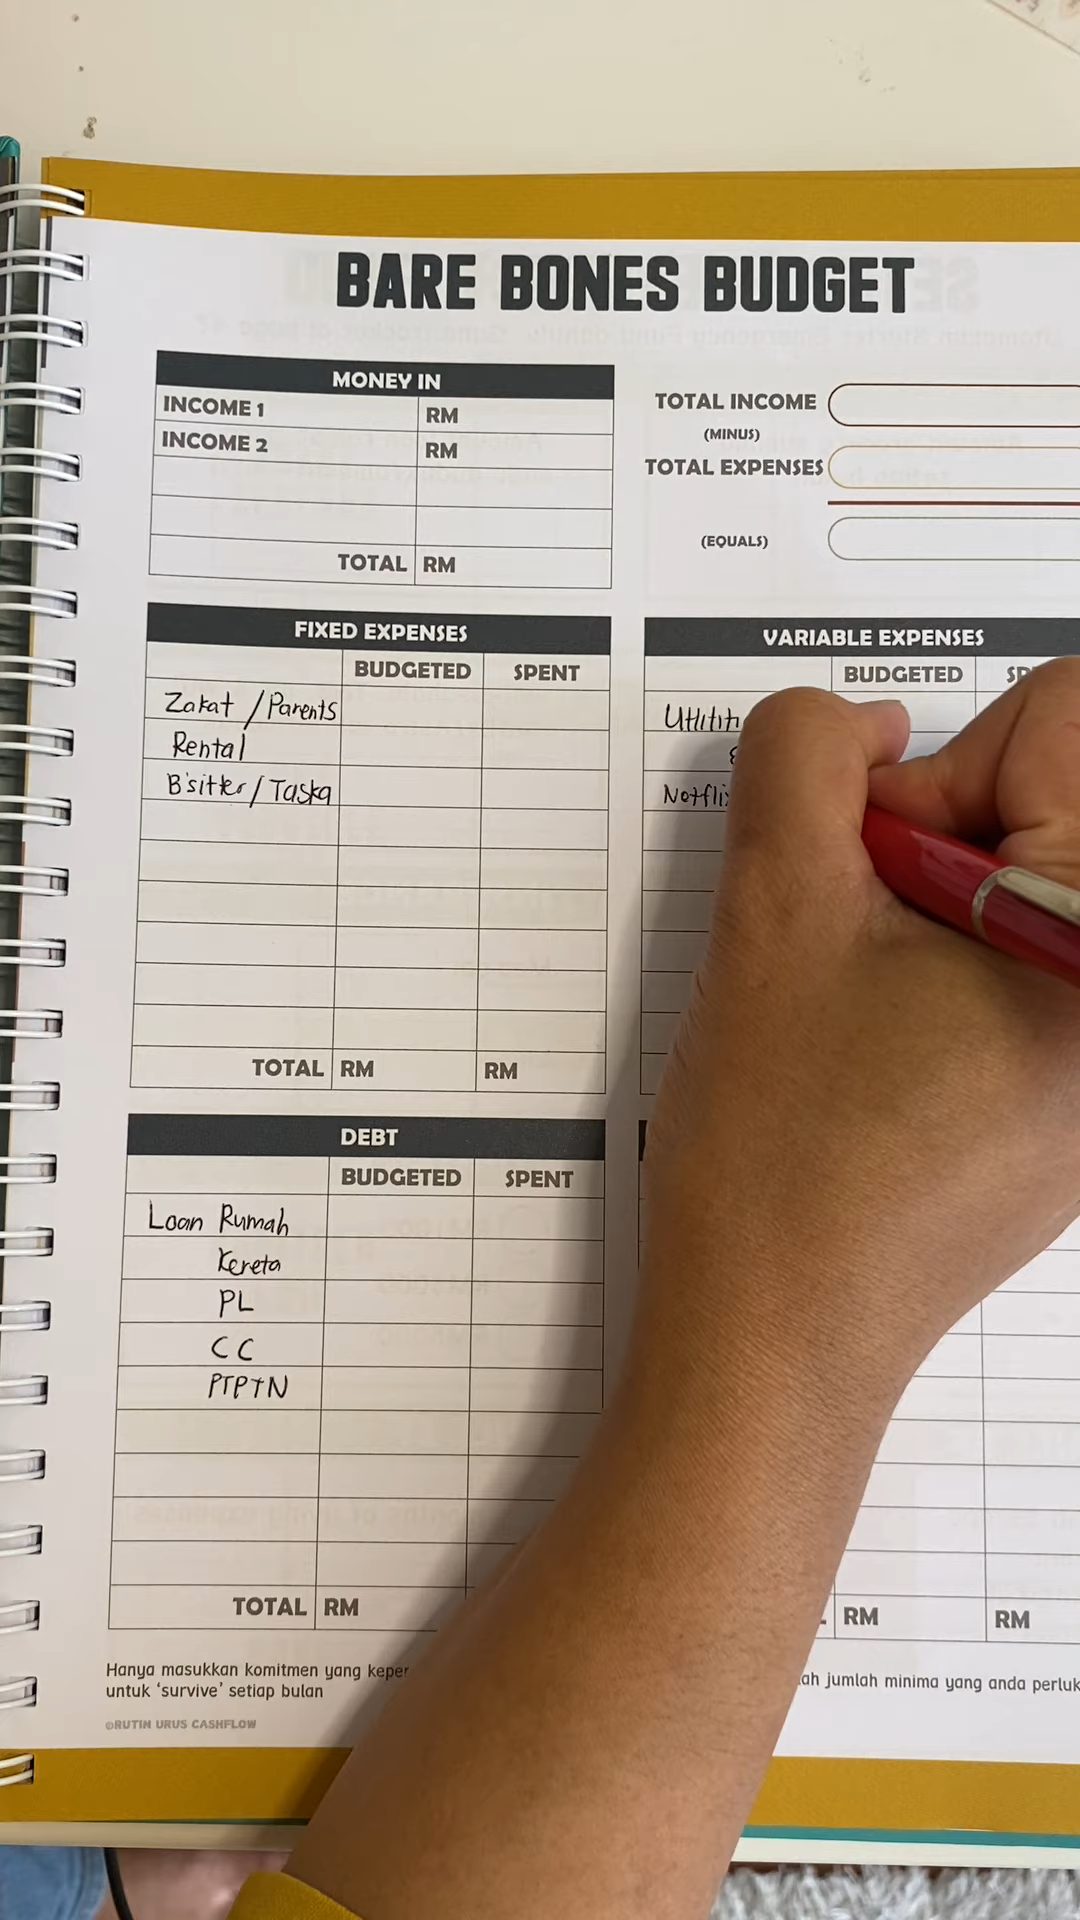 BARE BONES BUDGET
MONEY IN
INCOME 1 RM
INCOME 2 RM
TOTAL RM
TOTAL INCOME
(MINUS)
TOTAL EXPENSES
(EQUALS)
FIXED EXPENSES
BUDGETED SPENT
Zakat / Parents
Rental
B'sitter / Taska
TOTAL RM RM
VARIABLE EXPENSES
BUDGETED
DEBT
BUDGETED SPENT
Loan Rumah
Kereta
PL
CC
PTPTN
TOTAL RM
RM RM
Hanya masukkan komitmen yang
untuk 'survive' setiap bulan
jumlah minima yang anda
©RUTIN URUS CASHFLOW